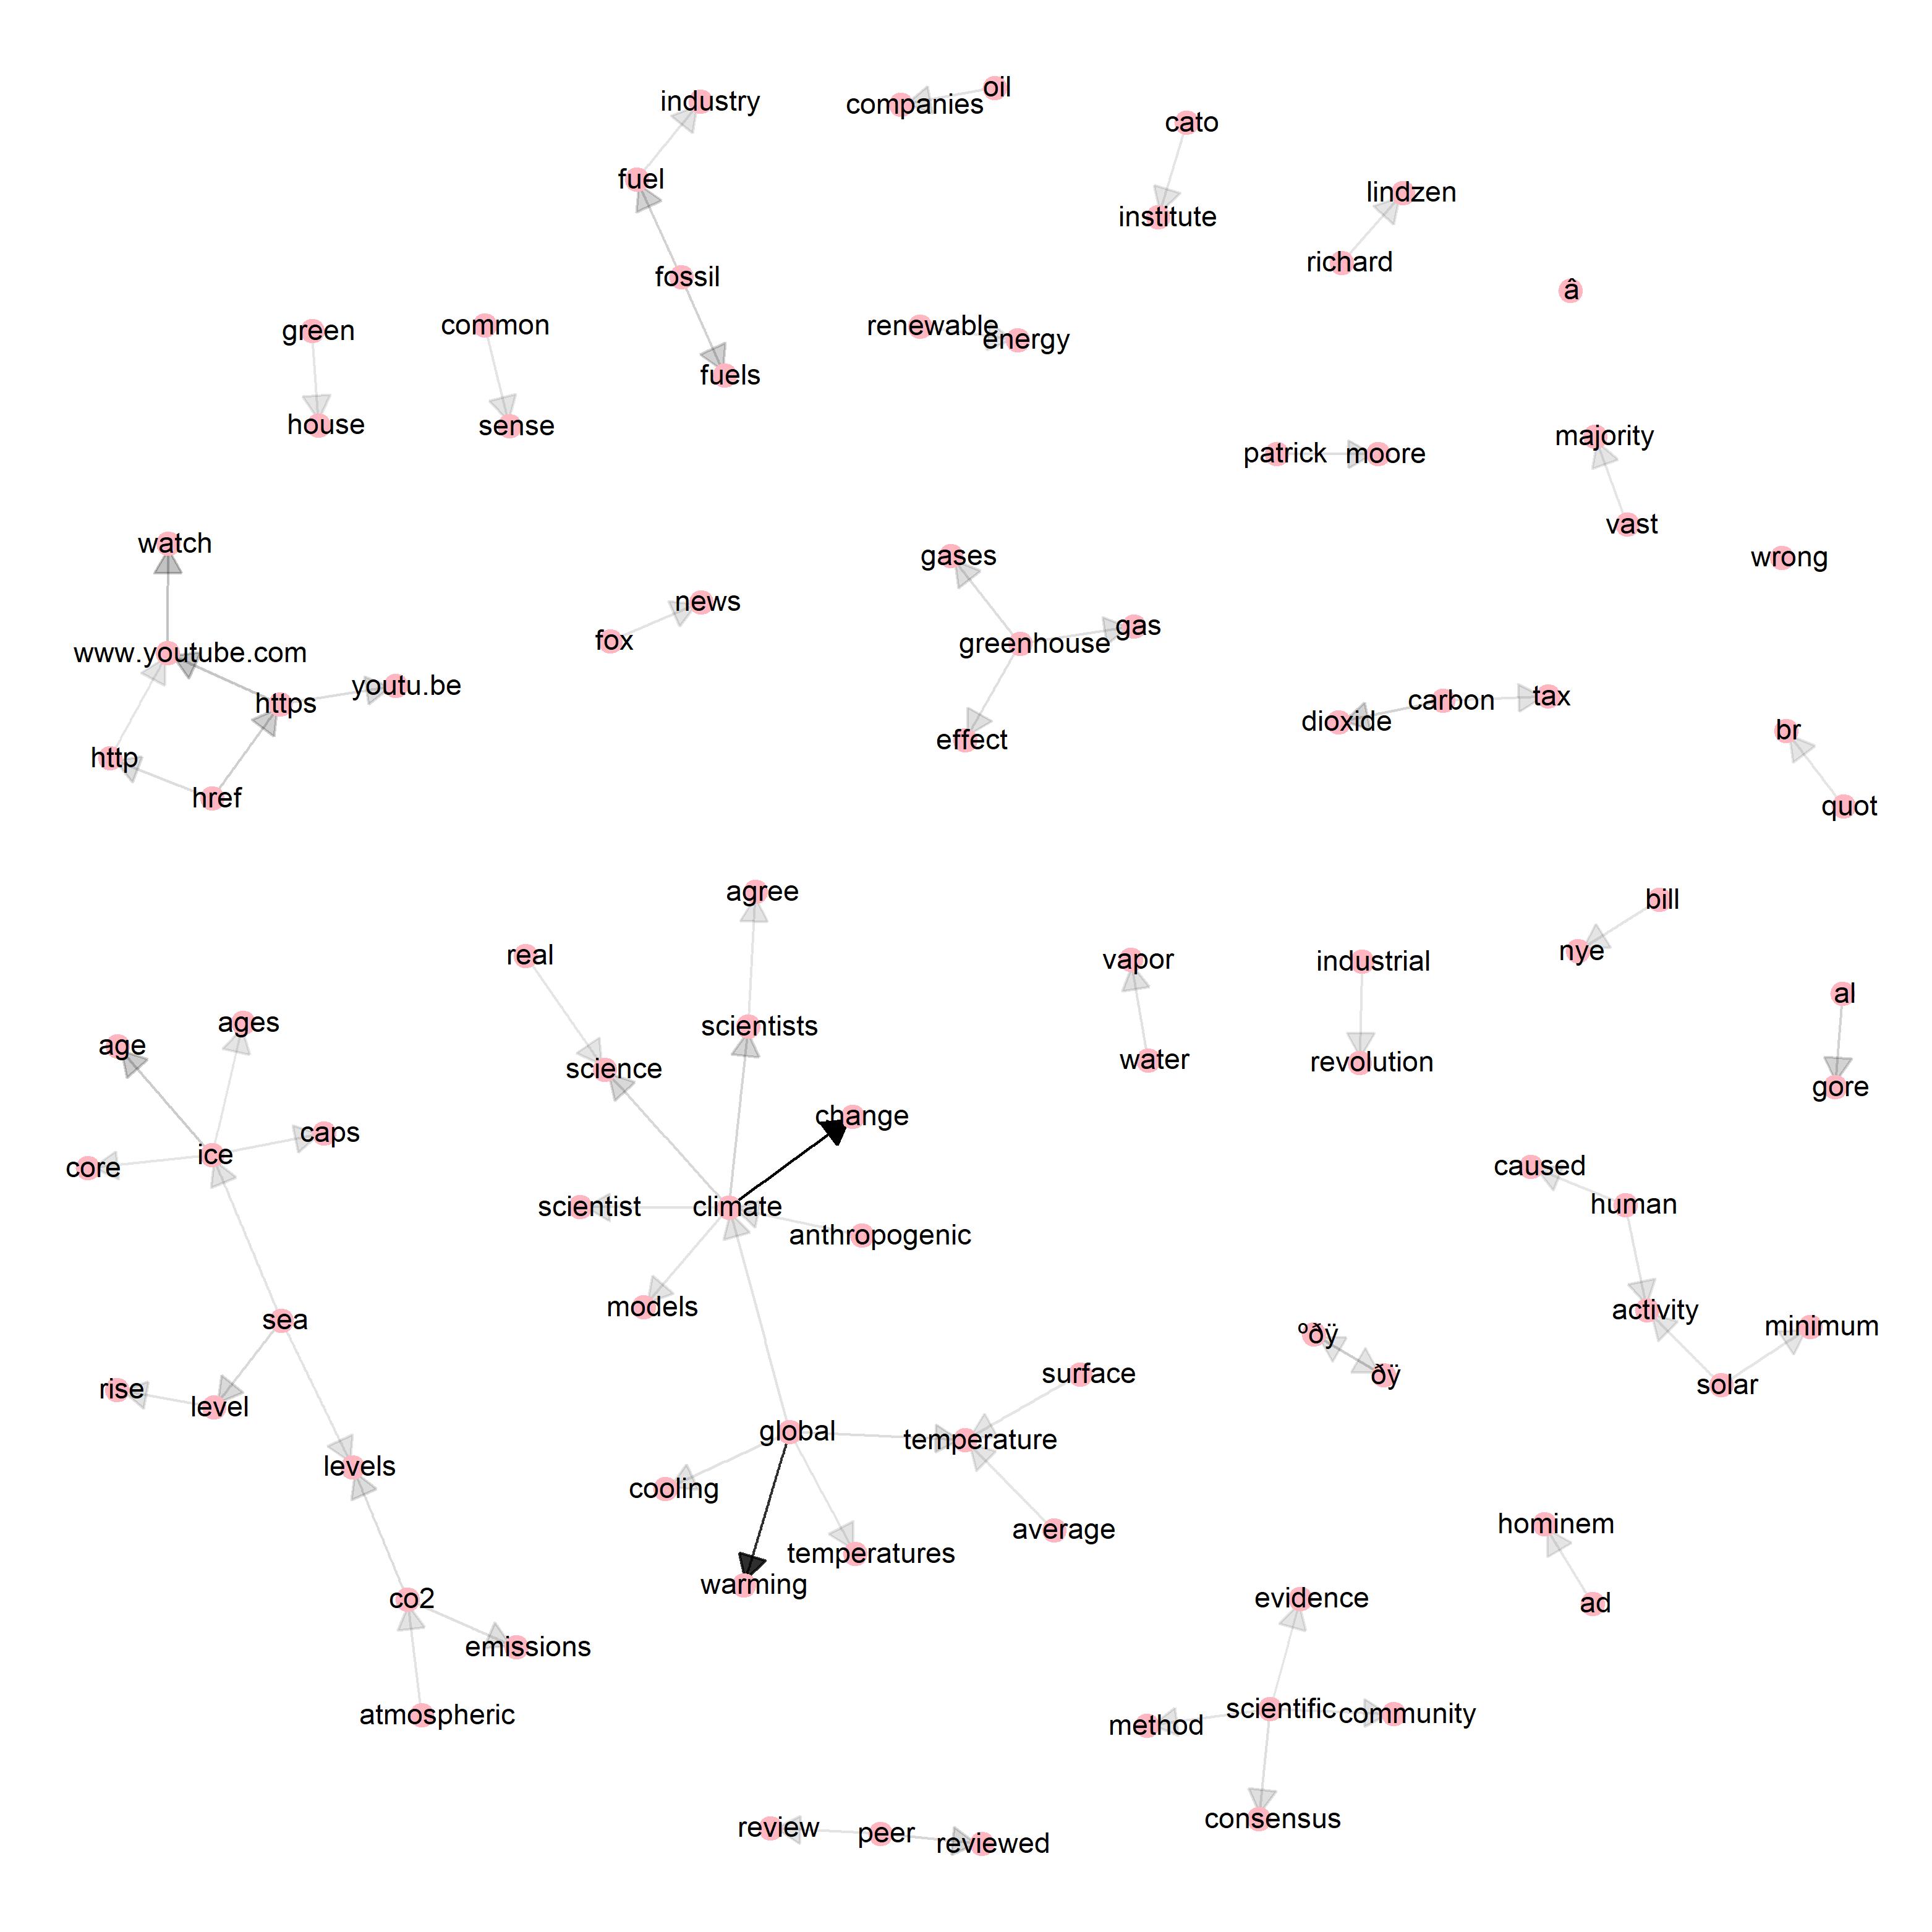 industry
companies
oil
cato
fuel
lindzen
institute
richard
fossil
â
green
common
renewable
energy
fuels
house
sense
majority
patrick
moore
vast
watch
gases
wrong
news
gas
fox
greenhouse
www.youtube.com
youtu.be
https
carbon
tax
dioxide
br
effect
http
href
quot
agree
bill
real
nye
vapor
industrial
al
ages
scientists
age
water
revolution
science
gore
change
caps
ice
core
caused
human
scientist
climate
anthropogenic
models
activity
sea
minimum
ºðÿ
surface
ðÿ
solar
rise
level
global
temperature
levels
cooling
hominem
average
temperatures
warming
co2
evidence
ad
emissions
scientific
community
atmospheric
method
consensus
review
peer
reviewed